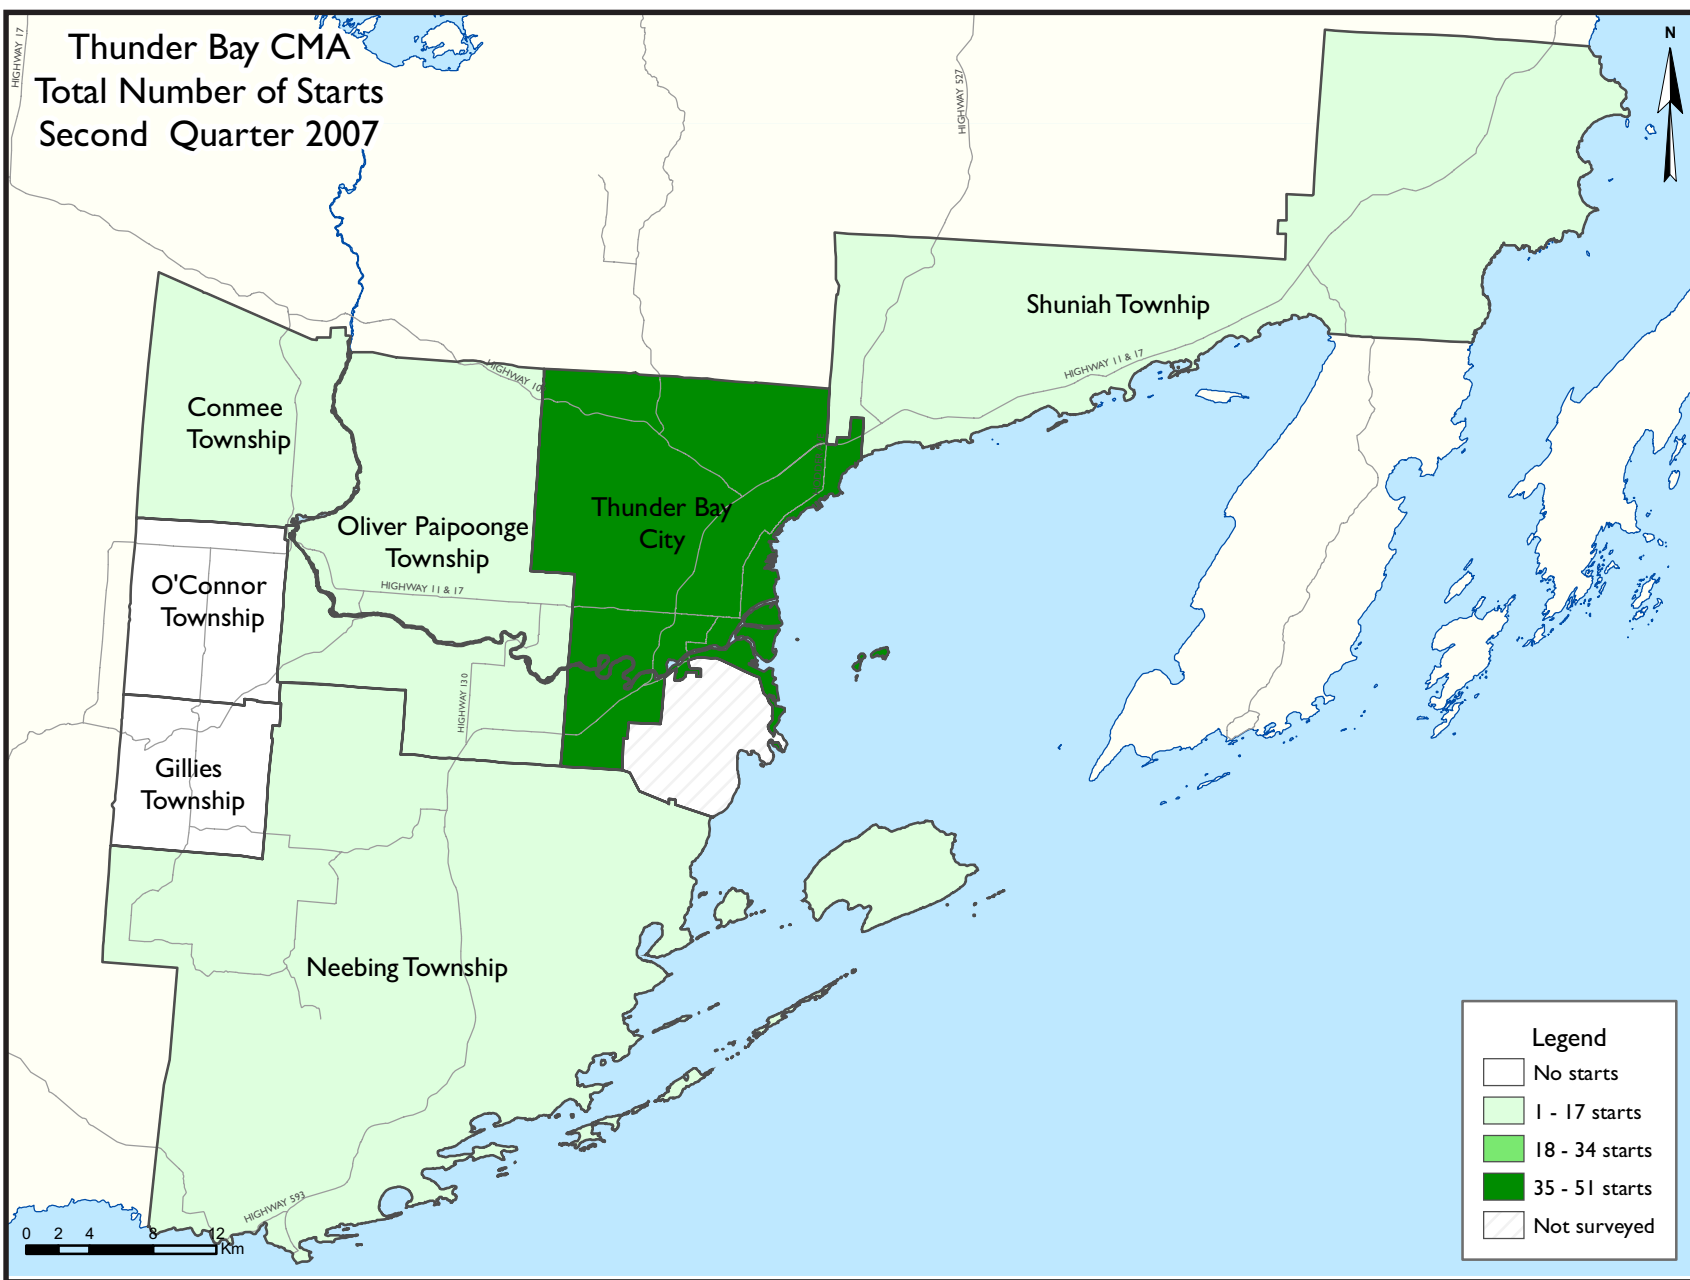 Thunder Bay CMA
Total Number of Starts
Second Quarter 2007
N
HIGHWAY 17
HIGHWAY 527
Shuniah Townhip
HIGHWAY 11 & 17
HIGHWAY 10
Conmee
Township
Thunder Bay
City
Oliver Paipoonge
Township
O'Connor
Township
HIGHWAY 11 & 17
HIGHWAY 130
Gillies
Township
Neebing Township
HIGHWAY 593
0 2 4 8 12
Km
Legend
No starts
1 - 17 starts
18 - 34 starts
35 - 51 starts
Not surveyed